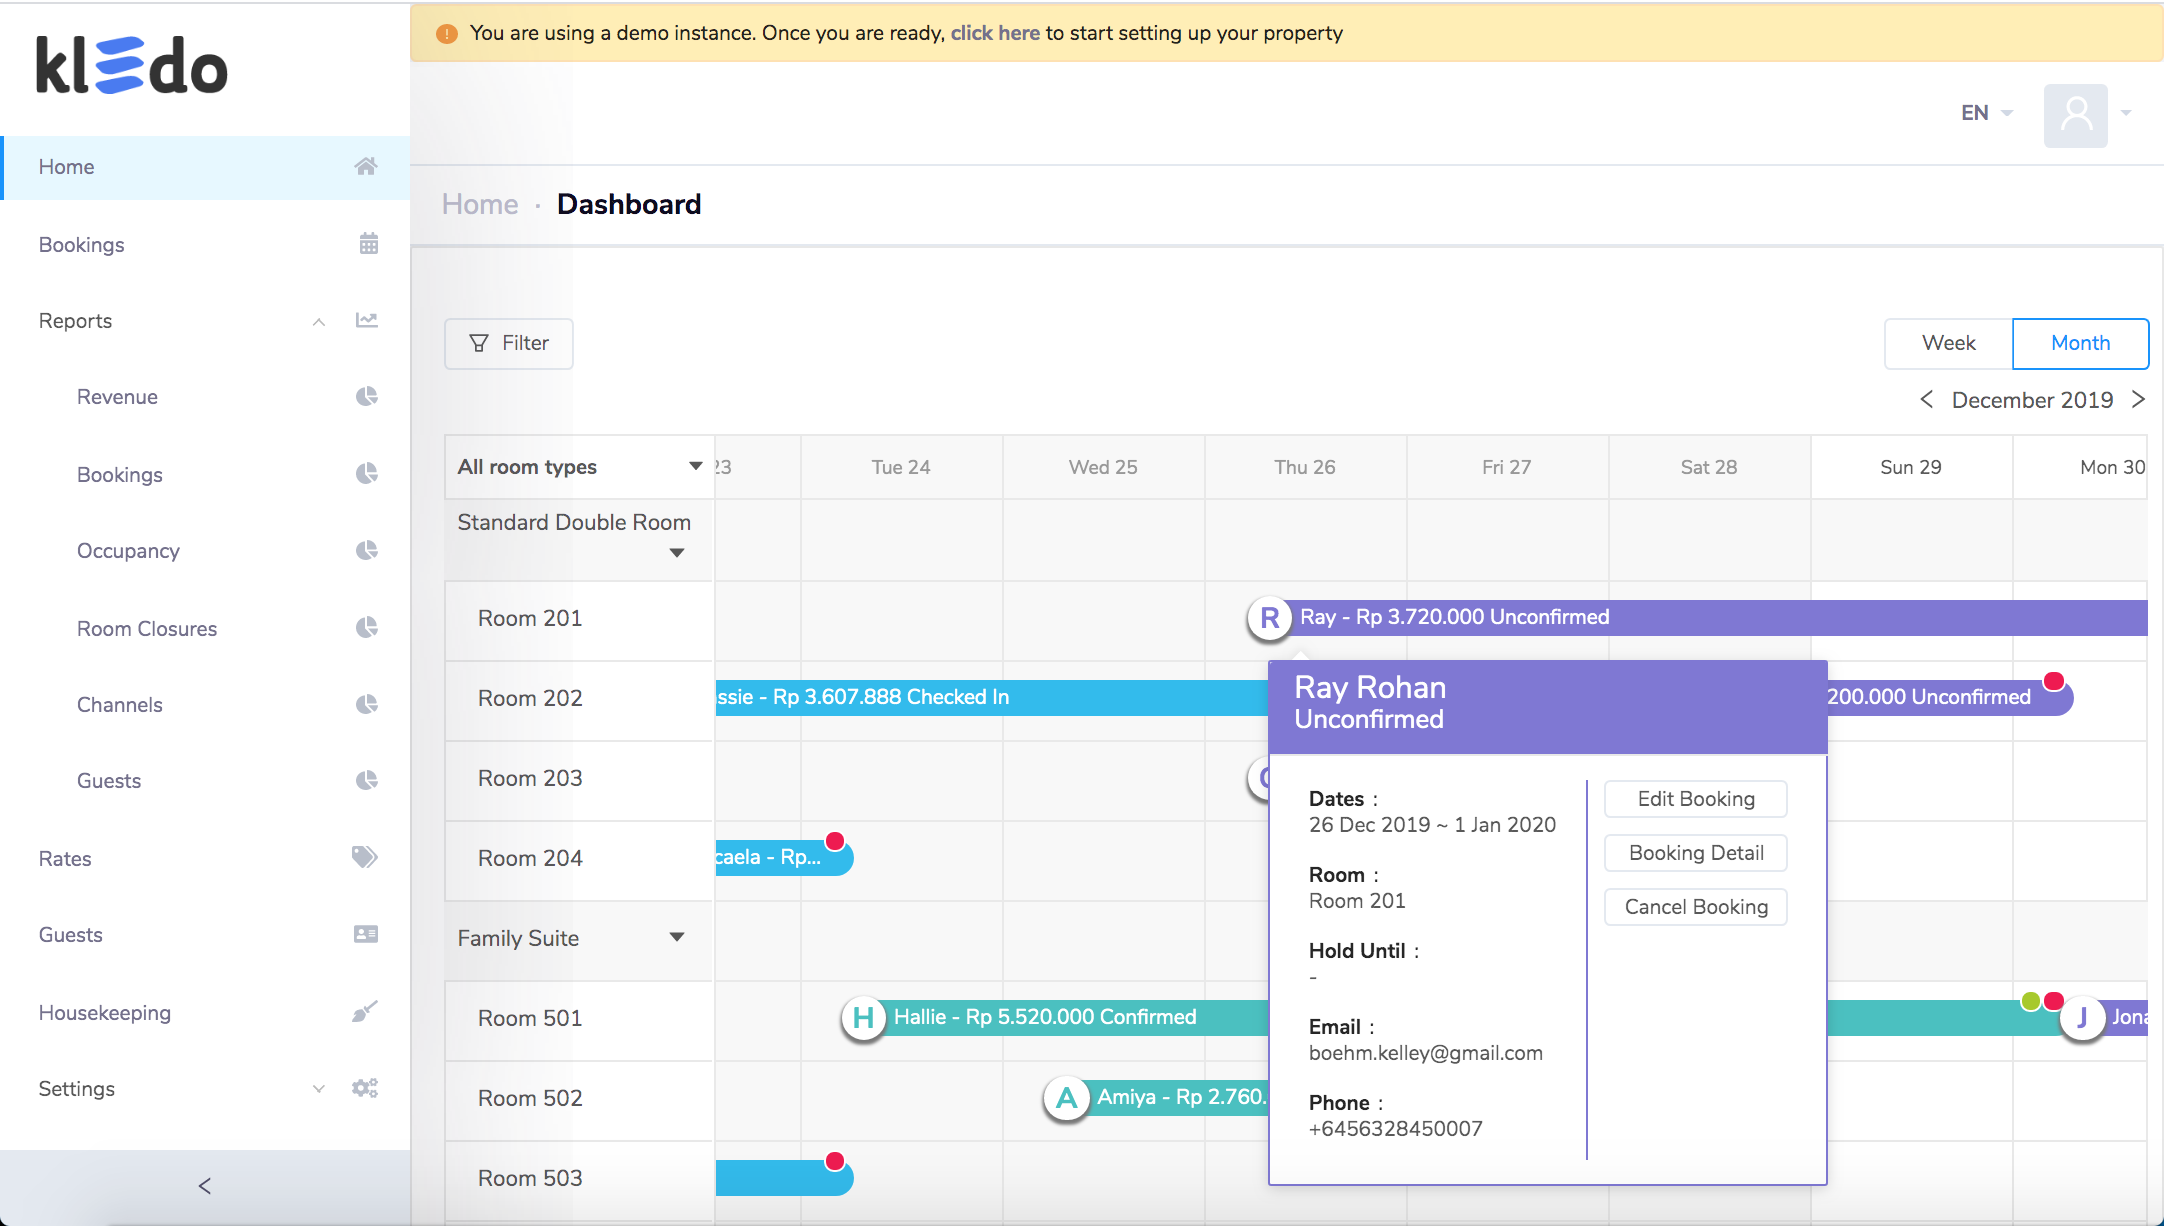 kledo
You are using a demo instance. Once you are ready, click here to start setting up your property
EN
Home
Bookings
Reports
Revenue
Bookings
Occupancy
Room Closures
Channels
Guests
Rates
Guests
Housekeeping
Settings
Home · Dashboard
Filter
Week Month
December 2019
All room types 23 Tue 24 Wed 25 Thu 26 Fri 27 Sat 28 Sun 29 Mon 30
Standard Double Room
Room 201 R Ray - Rp 3.720.000 Unconfirmed
Room 202 ssie - Rp 3.607.888 Checked In 200.000 Unconfirmed
Room 203
Room 204 caela - Rp...
Family Suite
Room 501 H Hallie - Rp 5.520.000 Confirmed J Jona
Room 502 A Amiya - Rp 2.760.
Room 503
Ray Rohan
Unconfirmed
Dates :
26 Dec 2019 ~ 1 Jan 2020
Room :
Room 201
Hold Until :
-
Email :
boehm.kelley@gmail.com
Phone :
+6456328450007
Edit Booking
Booking Detail
Cancel Booking